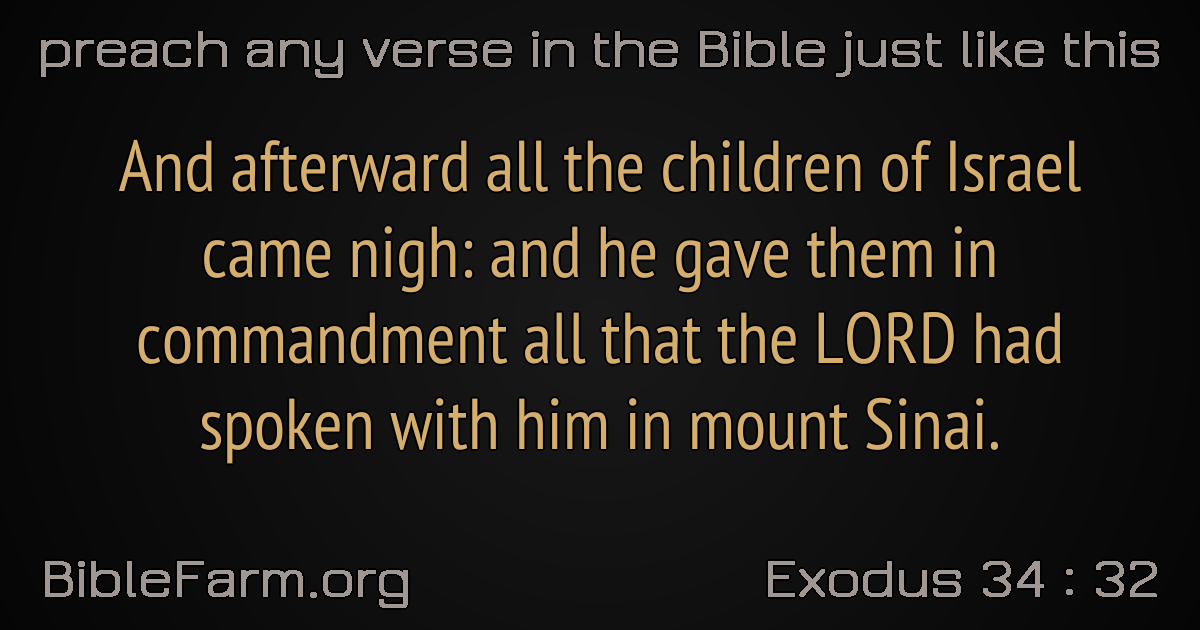 preach any verse in the Bible just like this
And afterward all the children of Israel
came nigh: and he gave them in
commandment all that the LORD had
spoken with him in mount Sinai.
BibleFarm.org
Exodus 34 : 32